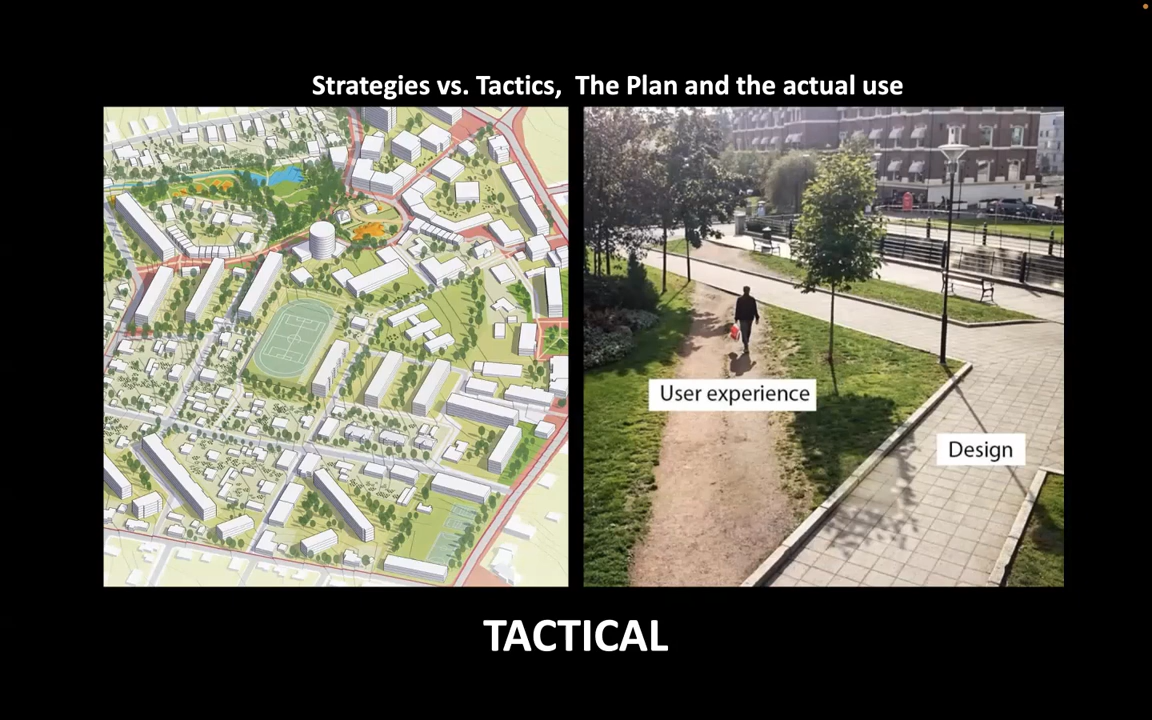 Strategies vs. Tactics,  The Plan and the actual use
User experience
Design
TACTICAL